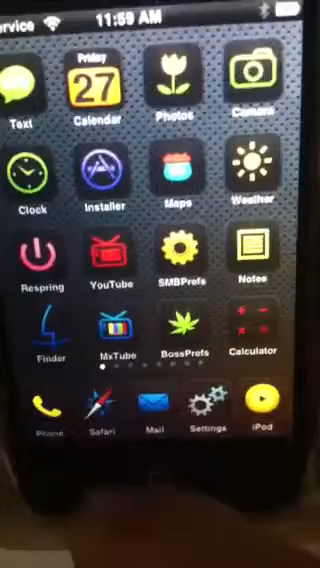 rvice 11:59 AM
Friday
27
Text Calendar Photos Camera
Clock Installer Maps Weather
Respring YouTube SMBPrefs Notes
Finder MxTube BossPrefs Calculator
Phone Safari Mail Settings iPod